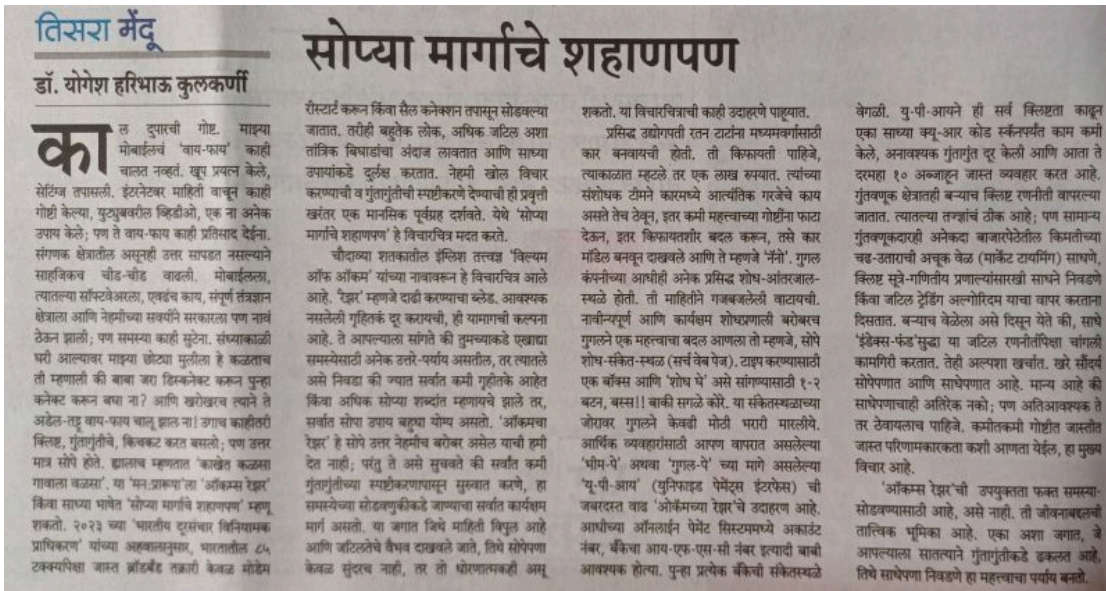 तिसरा मेंदू
डॉ. योगेश हरिभाऊ कुलकर्णी
सोप्या मार्गाचे शहाणपण
काल दुपारची गोष्ट. माझ्या
मोबाईलचं 'वाय-फाय' काही
चालत नव्हतं. खूप प्रयत्न केले,
सेटिंग्ज तपासली. इंटरनेटवर माहिती वाचून काही
गोष्टी केल्या, युट्युबवरील व्हिडीओ, एक ना अनेक
उपाय केले; पण ते वाय-फाय काही प्रतिसाद देईना.
संगणक क्षेत्रातील असूनही उत्तर सापडत नसल्याने
साहजिकच चीड-चीड वाढली. मोबाईलला,
त्यातल्या सॉफ्टवेअरला, एवढंच काय, संपूर्ण तंत्रज्ञान
क्षेत्राला आणि नेहमीच्या सवयीने सरकारला पण नावं
ठेऊन झाली; पण समस्या काही सुटेना. संध्याकाळी
घरी आल्यावर माझ्या छोट्या मुलीला हे कळताच
ती म्हणाली की बाबा जरा डिस्कनेक्ट करून पुन्हा
कनेक्ट करून बघा ना? आणि खरोखरच त्याने ते
अडेल-तट्टू वाय-फाय चालू झालं ना! उगाच काहीतरी
क्लिष्ट, गुंतागुंतीचे, किचकट करत बसलो; पण उत्तर
मात्र सोपे होते. ह्यालाच म्हणतात 'काखेत कळसा
गावाला वळसा'. या 'मन:प्रारूपा'ला 'ऑकम्स रेझर'
किंवा साध्या भाषेत 'सोप्या मार्गाचे शहाणपण' म्हणू
शकतो. २०२३ च्या 'भारतीय दूरसंचार विनियामक
प्राधिकरण' यांच्या अहवालानुसार, भारतातील ८५
टक्क्यांपेक्षा जास्त ब्रॉडबँड तक्रारी केवळ मोडेम
रीस्टार्ट करून किंवा सैल कनेक्शन तपासून सोडवल्या
जातात. तरीही बहुतेक लोक, अधिक जटिल अशा
तांत्रिक बिघाडांचा अंदाज लावतात आणि साध्या
उपायांकडे दुर्लक्ष करतात. नेहमी खोल विचार
करण्याची व गुंतागुंतीची स्पष्टीकरणे देण्याची ही प्रवृत्ती
खरंतर एक मानसिक पूर्वग्रह दर्शवते. येथे 'सोप्या
मार्गाचे शहाणपण' हे विचारचित्र मदत करते.
चौदाव्या शतकातील इंग्लिश तत्त्वज्ञ 'विल्यम
ऑफ ऑकम' यांच्या नावावरून हे विचारचित्र आले
आहे. 'रेझर' म्हणजे दाढी करण्याचा ब्लेड. आवश्यक
नसलेली गृहितकं दूर करायची, ही यामागची कल्पना
आहे. ते आपल्याला सांगते की तुमच्याकडे एखाद्या
समस्येसाठी अनेक उत्तरे-पर्याय असतील, तर त्यातले
असे निवडा की ज्यात सर्वात कमी गृहीतके आहेत
किंवा अधिक सोप्या शब्दांत म्हणायचे झाले तर,
सर्वात सोपा उपाय बहुधा योग्य असतो. 'ऑकमचा
रेझर' हे सोपे उत्तर नेहमीच बरोबर असेल याची हमी
देत नाही; परंतु ते असे सुचवते की सर्वांत कमी
गुंतागुंतीच्या स्पष्टीकरणापासून सुरुवात करणे, हा
समस्येच्या सोडवणुकीकडे जाण्याचा सर्वात कार्यक्षम
मार्ग असतो. या जगात जिथे माहिती विपुल आहे
आणि जटिलतेचे वैभव दाखवले जाते, तिथे सोपेपणा
केवळ सुंदरच नाही, तर तो धोरणात्मकही असू
शकतो. या विचारचित्राची काही उदाहरणे पाहूयात.
प्रसिद्ध उद्योगपती रतन टाटांना मध्यमवर्गासाठी
कार बनवायची होती. ती किफायती पाहिजे,
त्याकाळात म्हटले तर एक लाख रुपयात. त्यांच्या
संशोधक टीमने कारमध्ये आत्यंतिक गरजेचे काय
असते तेच ठेवून, इतर कमी महत्त्वाच्या गोष्टींना फाटा
देऊन, इतर किफायतशीर बदल करून, तसे कार
मॉडेल बनवून दाखवले आणि ते म्हणजे 'नॅनो'. गुगल
कंपनीच्या आधीही अनेक प्रसिद्ध शोध-आंतरजाल-
स्थळे होती. ती माहितीने गजबजलेली वाटायची.
नावीन्यपूर्ण आणि कार्यक्षम शोधप्रणाली बरोबरच
गुगलने एक महत्त्वाचा बदल आणला तो म्हणजे, सोपे
शोध-संकेत-स्थळ (सर्च वेब पेज). टाइप करण्यासाठी
एक बॉक्स आणि 'शोध घे' असे सांगण्यासाठी १-२
बटन, बस्स!! बाकी सगळे कोरे. या संकेतस्थळाच्या
जोरावर गुगलने केवढी मोठी भरारी मारलीये.
आर्थिक व्यवहारांसाठी आपण वापरात असलेल्या
'भीम-पे' अथवा 'गुगल-पे' च्या मागे असलेल्या
'यू-पी-आय' (युनिफाइड पेमेंट्स इंटरफेस) ची
जबरदस्त वाढ 'ओकॅमच्या रेझर'चे उदाहरण आहे.
आधीच्या ऑनलाईन पेमेंट सिस्टममध्ये अकाउंट
नंबर, बँकेचा आय-एफ-एस-सी नंबर इत्यादी बाबी
आवश्यक होत्या. पुन्हा प्रत्येक बँकेची संकेतस्थळे
वेगळी. यु-पी-आयने ही सर्व क्लिष्टता काढून
एका साध्या क्यू-आर कोड स्कॅनपर्यंत काम कमी
केले, अनावश्यक गुंतागुंत दूर केली आणि आता ते
दरमहा १० अब्जाहून जास्त व्यवहार करत आहे.
गुंतवणूक क्षेत्रातही बऱ्याच क्लिष्ट रणनीती वापरल्या
जातात. त्यातल्या तज्ज्ञांचं ठीक आहे; पण सामान्य
गुंतवणूकदारही अनेकदा बाजारपेठेतील किमतीच्या
चढ-उताराची अचूक वेळ (मार्केट टायमिंग) साधणे,
क्लिष्ट सूत्रे-गणितीय प्रणाल्यांसारखी साधने निवडणे
किंवा जटिल ट्रेडिंग अल्गोरिदम याचा वापर करताना
दिसतात. बऱ्याच वेळेला असे दिसून येते की, साधे
'इंडेक्स-फंड'सुद्धा या जटिल रणनीतींपेक्षा चांगली
कामगिरी करतात. तेही अल्पशा खर्चात. खरे सौंदर्य
सोपेपणात आणि साधेपणात आहे. मान्य आहे की
साधेपणाचाही अतिरेक नको; पण अतिआवश्यक ते
तर ठेवायलाच पाहिजे. कमीतकमी गोष्टीत जास्तीत
जास्त परिणामकारकता कशी आणता येईल, हा मुख्य
विचार आहे.
'ऑकम्स रेझर'ची उपयुक्तता फक्त समस्या-
सोडवण्यासाठी आहे, असे नाही. ती जीवनाबद्दलची
तात्त्विक भूमिका आहे. एका अशा जगात, जे
आपल्याला सातत्याने गुंतागुंतीकडे ढकलत आहे,
तिथे साधेपणा निवडणे हा महत्त्वाचा पर्याय बनतो.